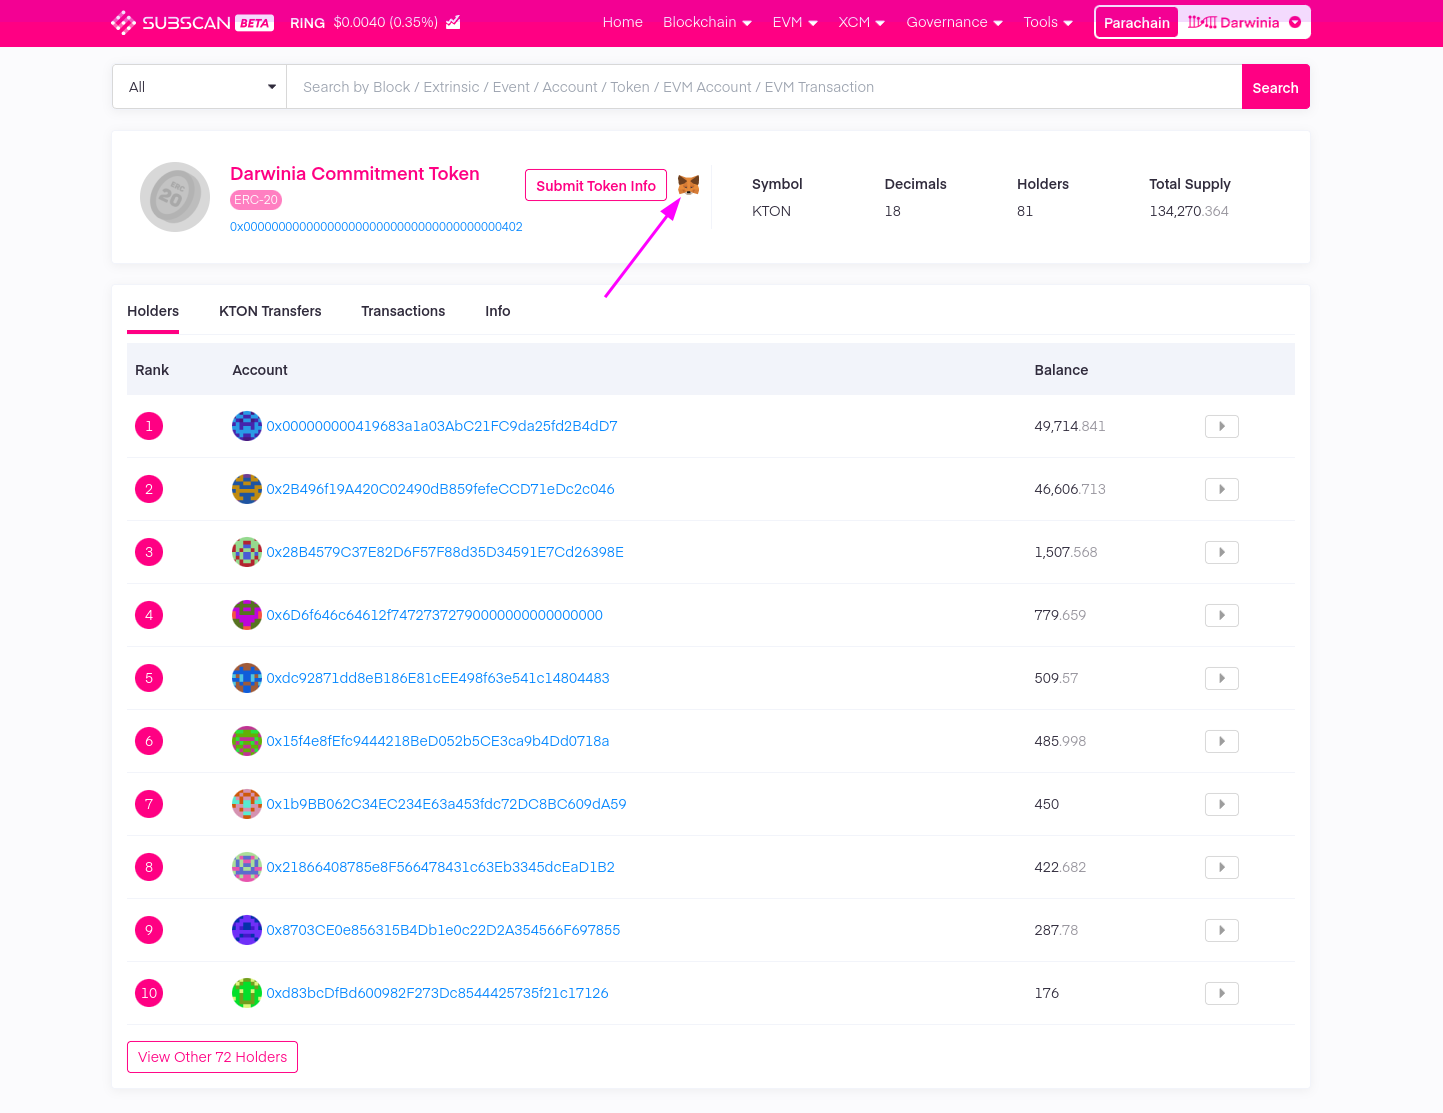 SUBSCAN BETA RING $0.0040 (0.35%) Home Blockchain EVM XCM Governance Tools Parachain Darwinia
All Search by Block / Extrinsic / Event / Account / Token / EVM Account / EVM Transaction Search
Darwinia Commitment Token
ERC-20
0x0000000000000000000000000000000000000402
Submit Token Info
ERC
20
Symbol Decimals Holders Total Supply
KTON 18 81 134,270.364
Holders KTON Transfers Transactions Info
Rank Account Balance
1 0x000000000419683a1a03AbC21FC9da25fd2B4dD7 49,714.841
2 0x2B496f19A420C02490dB859fefeCCD71eDc2c046 46,606.713
3 0x28B4579C37E82D6F57F88d35D34591E7Cd26398E 1,507.568
4 0x6D6f646c64612f74727372790000000000000000 779.659
5 0xdc92871dd8eB186E81cEE498f63e541c14804483 509.57
6 0x15f4e8fEfc9444218BeD052b5CE3ca9b4Dd0718a 485.998
7 0x1b9BB062C34EC234E63a453fdc72DC8BC609dA59 450
8 0x21866408785e8F566478431c63Eb3345dcEaD1B2 422.682
9 0x8703CE0e856315B4Db1e0c22D2A354566F697855 287.78
10 0xd83bcDfBd600982F273Dc8544425735f21c17126 176
View Other 72 Holders